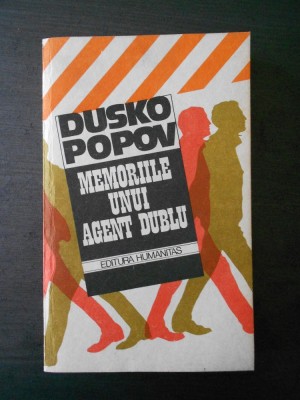 DUSKO
POPOV
MEMORIILE
UNUI
AGENT DUBLU
EDITURA HUMANITAS